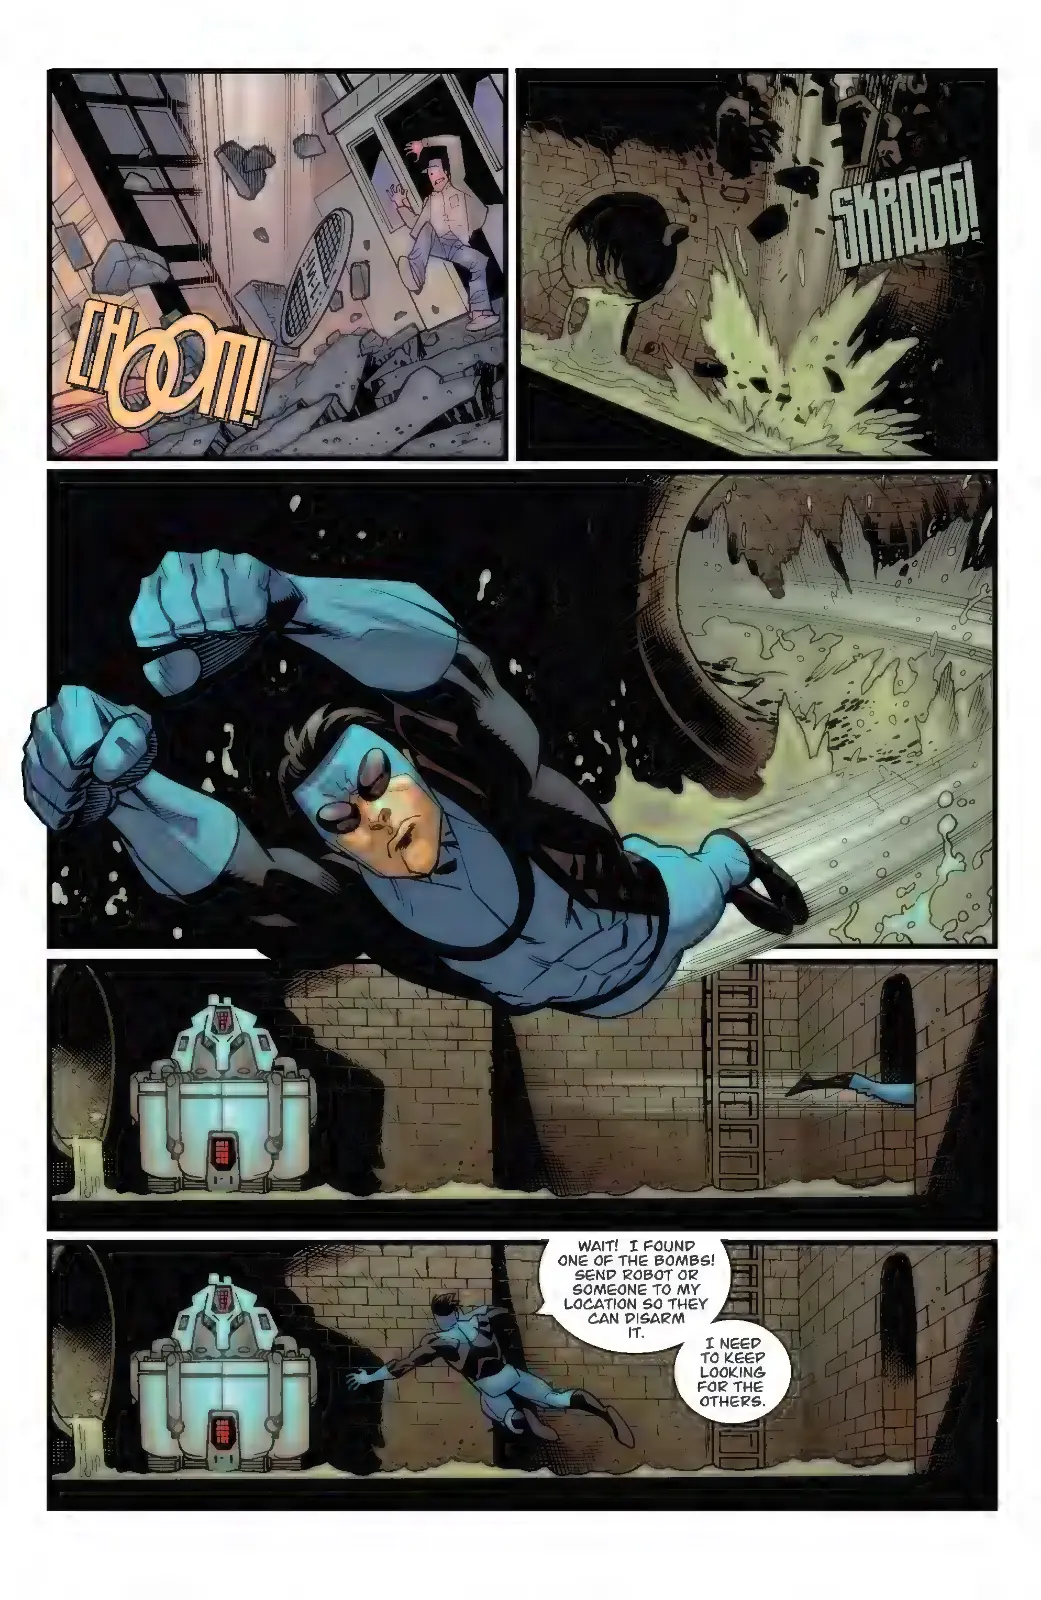 CHOOM!
SKRAGG!
WAIT! I FOUND
ONE OF THE BOMBS!
SEND ROBOT OR
SOMEONE TO MY
LOCATION SO THEY
CAN DISARM
IT.
I NEED
TO KEEP
LOOKING
FOR THE
OTHERS.